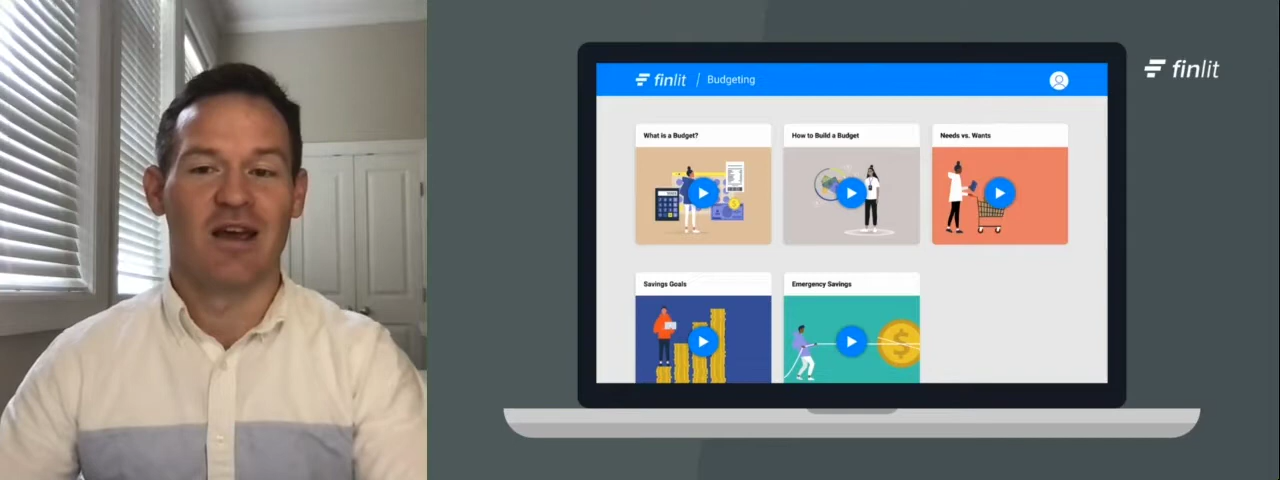 finlit / Budgeting
finlit
What is a Budget?
How to Build a Budget
Needs vs. Wants
Savings Goals
Emergency Savings